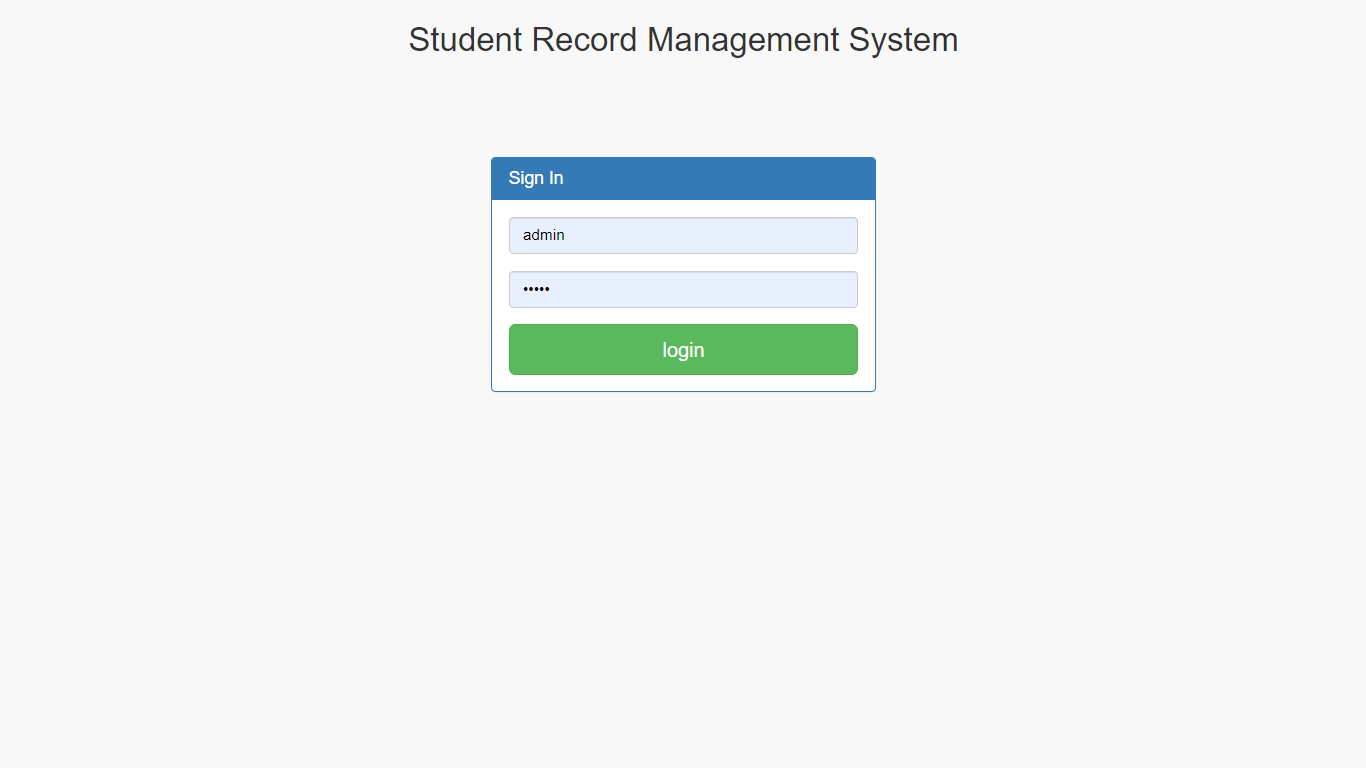 Student Record Management System
Sign In
admin
•••••
login